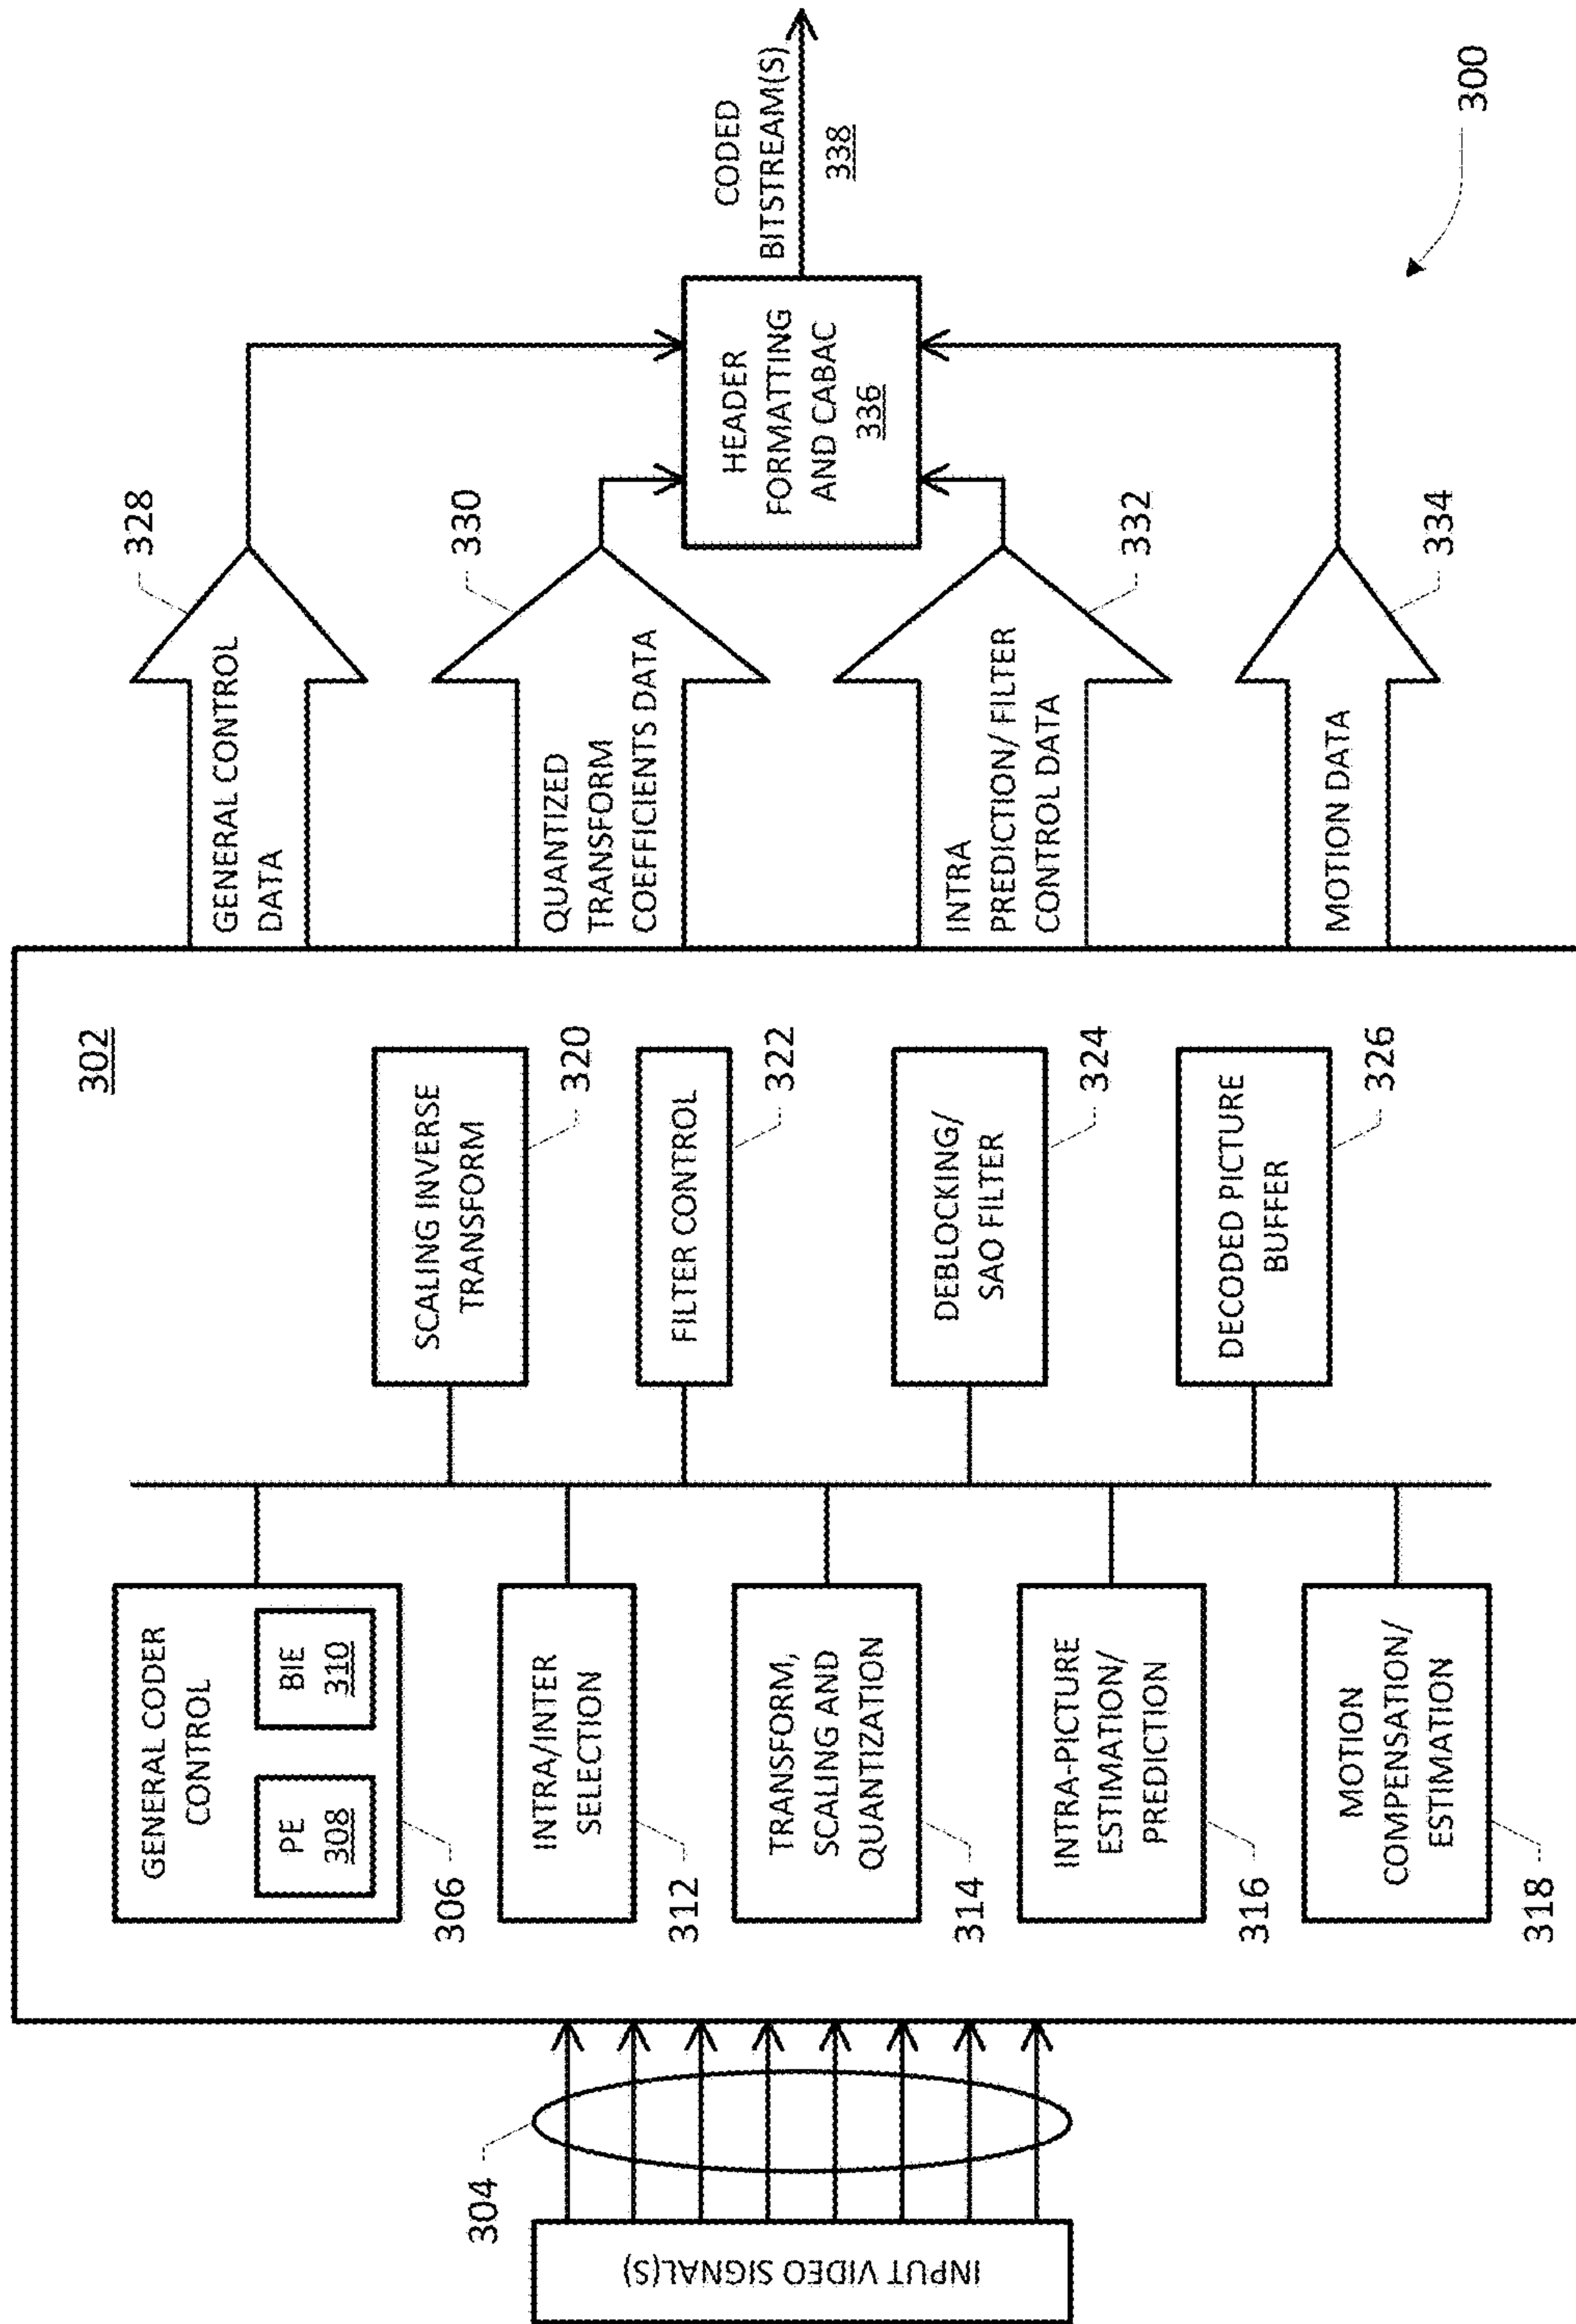 INPUT VIDEO SIGNAL(S)
304
302
GENERAL CODER
CONTROL
PE
308
BIE
310
306
INTRA/INTER
SELECTION
312
TRANSFORM,
SCALING AND
QUANTIZATION
314
INTRA-PICTURE
ESTIMATION/
PREDICTION
316
MOTION
COMPENSATION/
ESTIMATION
318
SCALING INVERSE
TRANSFORM
320
FILTER CONTROL
322
DEBLOCKING/
SAO FILTER
324
DECODED PICTURE
BUFFER
326
GENERAL CONTROL
DATA
328
QUANTIZED
TRANSFORM
COEFFICIENTS DATA
330
INTRA
PREDICTION/ FILTER
CONTROL DATA
332
MOTION DATA
334
HEADER
FORMATTING
AND CABAC
336
CODED
BITSTREAM(S)
338
300